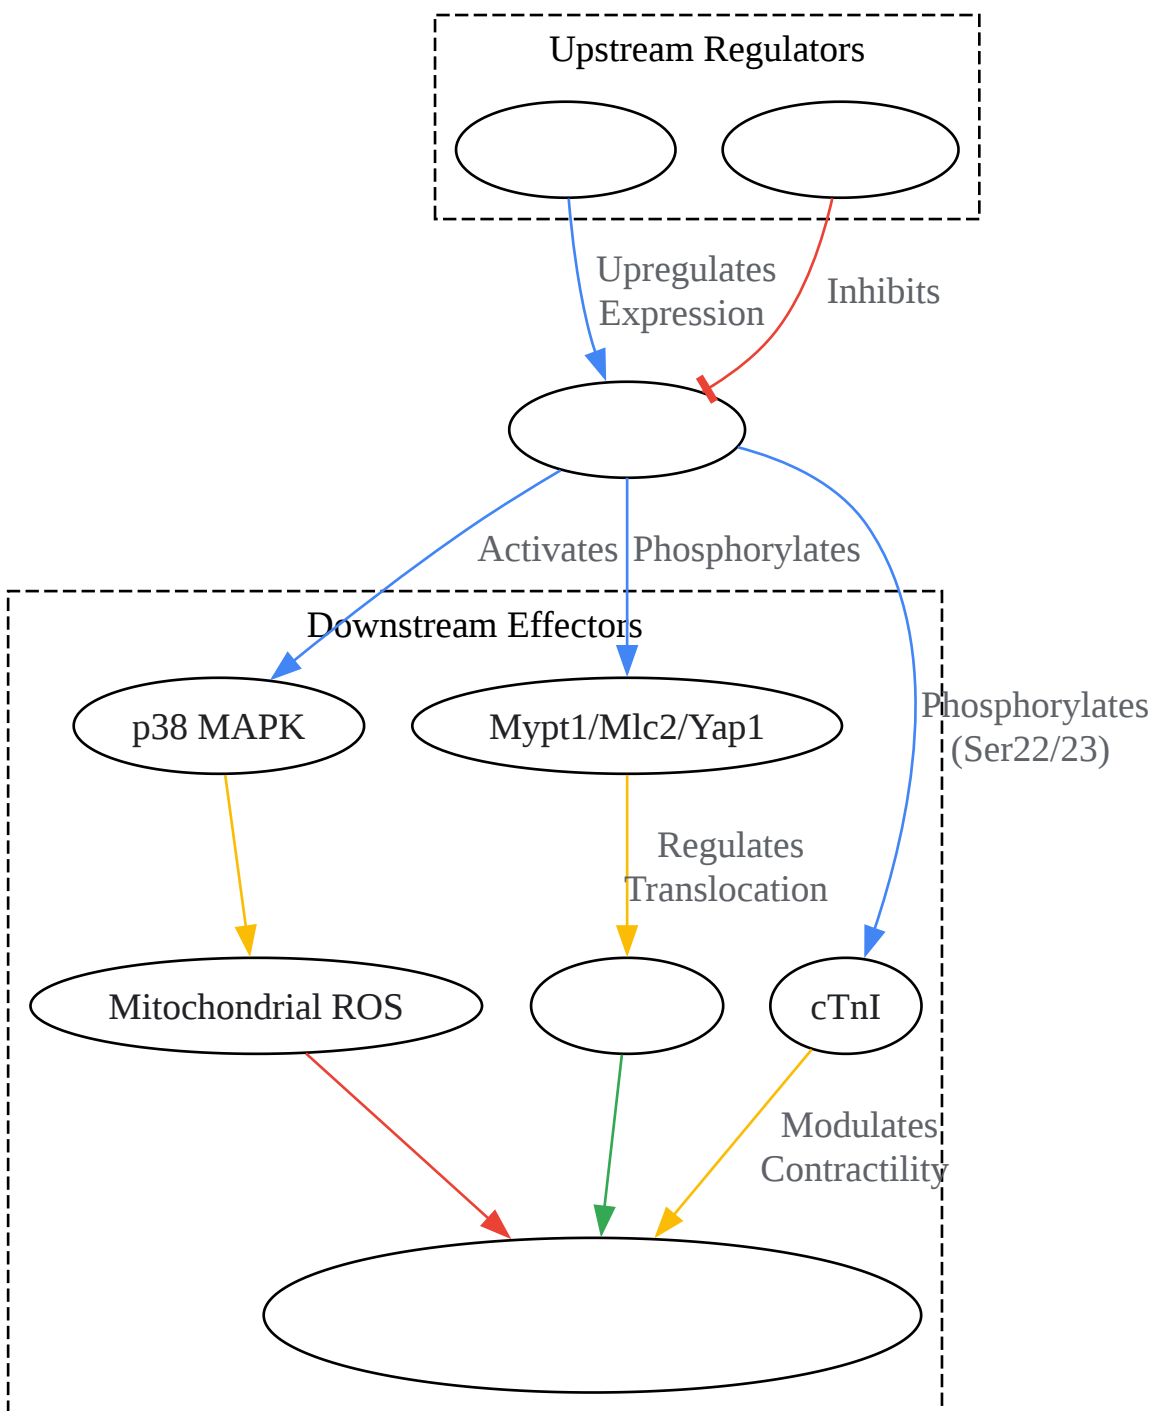 Upstream Regulators
Upregulates
Expression
Inhibits
Activates
Phosphorylates
Downstream Effectors
p38 MAPK
Mypt1/Mlc2/Yap1
Phosphorylates
(Ser22/23)
Regulates
Translocation
Mitochondrial ROS
cTnI
Modulates
Contractility